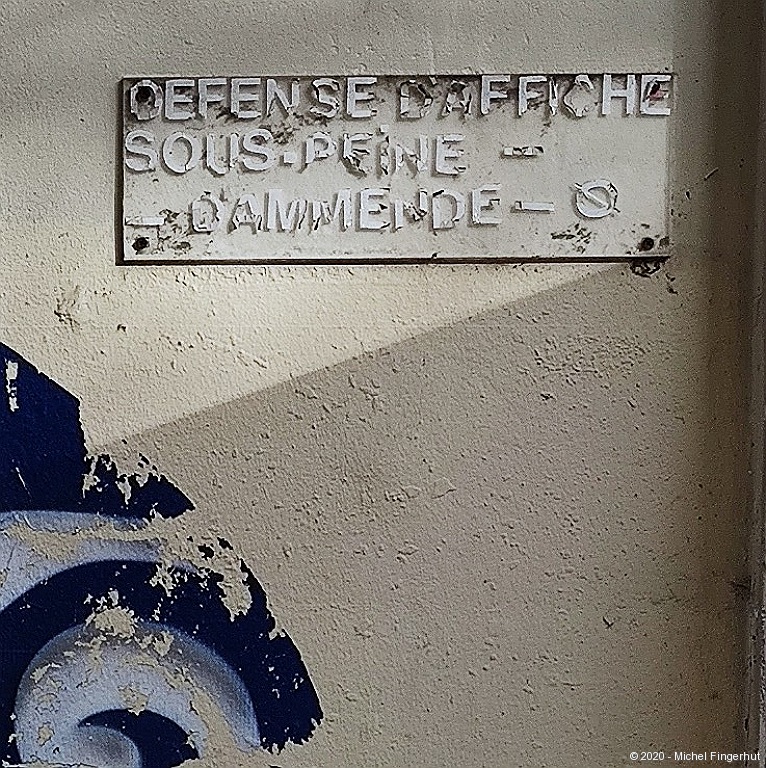 DEFENSE D'AFFICHE
SOUS-PEINE -
- D'AMMENDE -
© 2020 - Michel Fingerhut